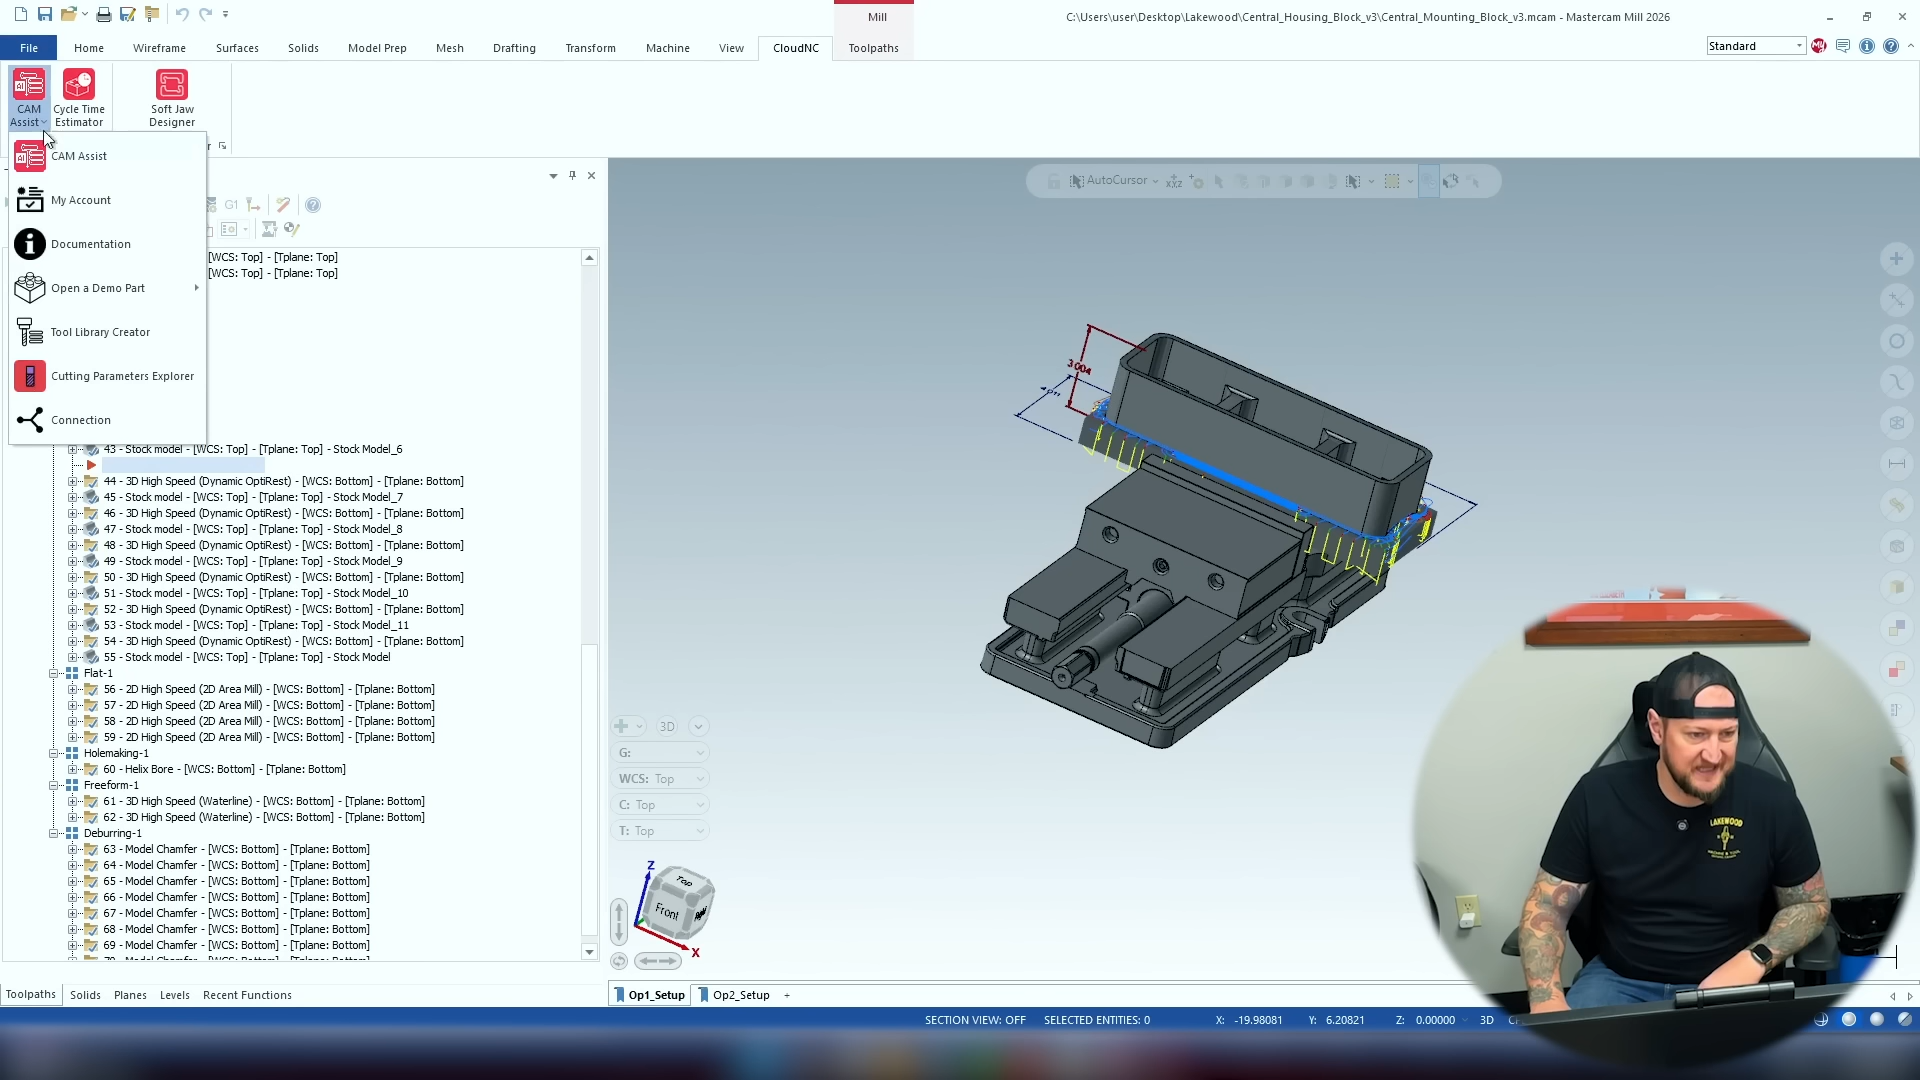 Mill
C:\Users\user\Desktop\Lakewood\Central_Housing_Block_v3\Central_Mounting_Block_v3.mcam - Mastercam Mill 2026
File Home Wireframe Surfaces Solids Model Prep Mesh Drafting Transform Machine View CloudNC Toolpaths
Standard
CAM Assist
Cycle Time Estimator
Soft Jaw Designer
CAM Assist
My Account
Documentation
Open a Demo Part
Tool Library Creator
Cutting Parameters Explorer
Connection
G1
AutoCursor
[WCS: Top] - [Tplane: Top]
[WCS: Top] - [Tplane: Top]
43 - Stock model - [WCS: Top] - [Tplane: Top] - Stock Model_6
44 - 3D High Speed (Dynamic OptiRest) - [WCS: Bottom] - [Tplane: Bottom]
45 - Stock model - [WCS: Top] - [Tplane: Top] - Stock Model_7
46 - 3D High Speed (Dynamic OptiRest) - [WCS: Bottom] - [Tplane: Bottom]
47 - Stock model - [WCS: Top] - [Tplane: Top] - Stock Model_8
48 - 3D High Speed (Dynamic OptiRest) - [WCS: Bottom] - [Tplane: Bottom]
49 - Stock model - [WCS: Top] - [Tplane: Top] - Stock Model_9
50 - 3D High Speed (Dynamic OptiRest) - [WCS: Bottom] - [Tplane: Bottom]
51 - Stock model - [WCS: Top] - [Tplane: Top] - Stock Model_10
52 - 3D High Speed (Dynamic OptiRest) - [WCS: Bottom] - [Tplane: Bottom]
53 - Stock model - [WCS: Top] - [Tplane: Top] - Stock Model_11
54 - 3D High Speed (Dynamic OptiRest) - [WCS: Bottom] - [Tplane: Bottom]
55 - Stock model - [WCS: Top] - [Tplane: Top] - Stock Model
Flat-1
56 - 2D High Speed (2D Area Mill) - [WCS: Bottom] - [Tplane: Bottom]
57 - 2D High Speed (2D Area Mill) - [WCS: Bottom] - [Tplane: Bottom]
58 - 2D High Speed (2D Area Mill) - [WCS: Bottom] - [Tplane: Bottom]
59 - 2D High Speed (2D Area Mill) - [WCS: Bottom] - [Tplane: Bottom]
Holemaking-1
60 - Helix Bore - [WCS: Bottom] - [Tplane: Bottom]
Freeform-1
61 - 3D High Speed (Waterline) - [WCS: Bottom] - [Tplane: Bottom]
62 - 3D High Speed (Waterline) - [WCS: Bottom] - [Tplane: Bottom]
Deburring-1
63 - Model Chamfer - [WCS: Bottom] - [Tplane: Bottom]
64 - Model Chamfer - [WCS: Bottom] - [Tplane: Bottom]
65 - Model Chamfer - [WCS: Bottom] - [Tplane: Bottom]
66 - Model Chamfer - [WCS: Bottom] - [Tplane: Bottom]
67 - Model Chamfer - [WCS: Bottom] - [Tplane: Bottom]
68 - Model Chamfer - [WCS: Bottom] - [Tplane: Bottom]
69 - Model Chamfer - [WCS: Bottom] - [Tplane: Bottom]
3.004
3D
G:
WCS: Top
C: Top
T: Top
Z
Top
Front
X
LAKEWOOD
Toolpaths Solids Planes Levels Recent Functions
Op1_Setup Op2_Setup +
SECTION VIEW: OFF SELECTED ENTITIES: 0 X: -19.98081 Y: 6.20821 Z: 0.00000 3D